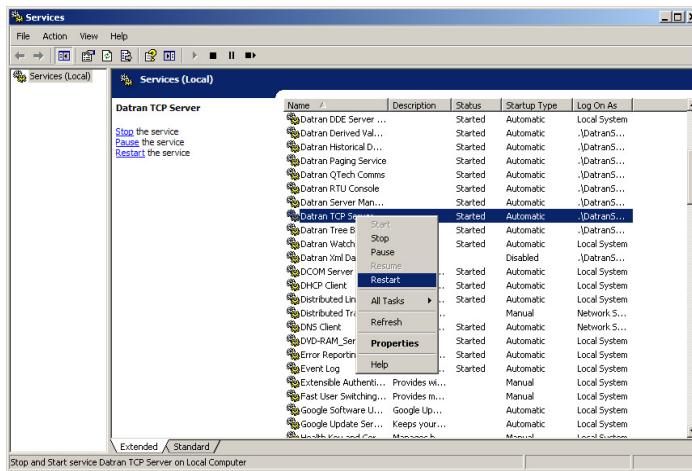 Services
File Action View Help
Services (Local)
Services (Local)
Datran TCP Server
Stop the service
Pause the service
Restart the service
Name Description Status Startup Type Log On As
Datran DDE Server ... Started Automatic Local System
Datran Derived Val... Started Automatic .\DatranS...
Datran Historical D... Started Automatic .\DatranS...
Datran Paging Service Started Automatic .\DatranS...
Datran QTech Comms Started Automatic .\DatranS...
Datran RTU Console Started Automatic .\DatranS...
Datran Server Man... Started Automatic .\DatranS...
Datran TCP Server Started Automatic .\DatranS...
Datran Tree B Started Automatic .\DatranS...
Datran Watch Started Automatic Local System
Datran Xml Da Disabled .\DatranS...
DCOM Server . Started Automatic Local System
DHCP Client . Started Automatic Local System
Distributed Lin . Started Automatic Local System
Distributed Tra .. Manual Network S...
DNS Client . Started Automatic Network S...
DVD-RAM_Ser Started Automatic Local System
Error Reportin . Started Automatic Local System
Event Log . Started Automatic Local System
Extensible Authenti... Provides wi... Manual Local System
Fast User Switching... Provides m... Manual Local System
Google Software U... Google Up... Automatic Local System
Google Update Ser... Keeps your... Automatic Local System
Health Key and Cer Manages h Manual Local System
Start
Stop
Pause
Resume
Restart
All Tasks
Refresh
Properties
Help
Extended Standard
Stop and Start service Datran TCP Server on Local Computer